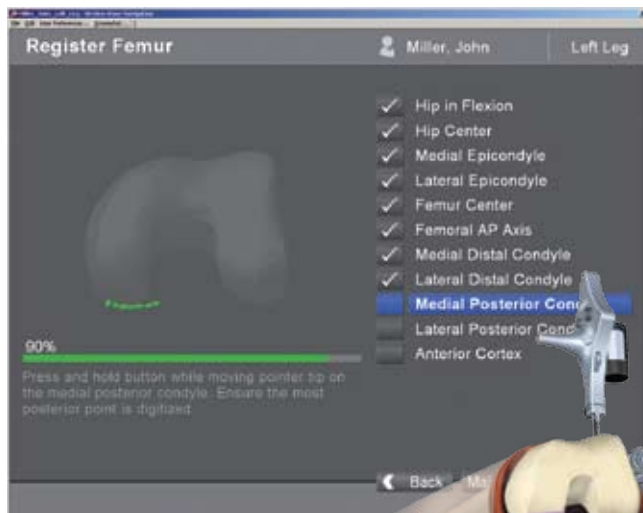 Register Femur
Miller, John
Left Leg
Hip in Flexion
Hip Center
Medial Epicondyle
Lateral Epicondyle
Femur Center
Femoral AP Axis
Medial Distal Condyle
Lateral Distal Condyle
Medial Posterior
Lateral Posterior
Anterior Cortex
90%
Press and hold button while moving pointer tip on
the medial posterior condyle. Ensure the most
posterior point is digitized
Back